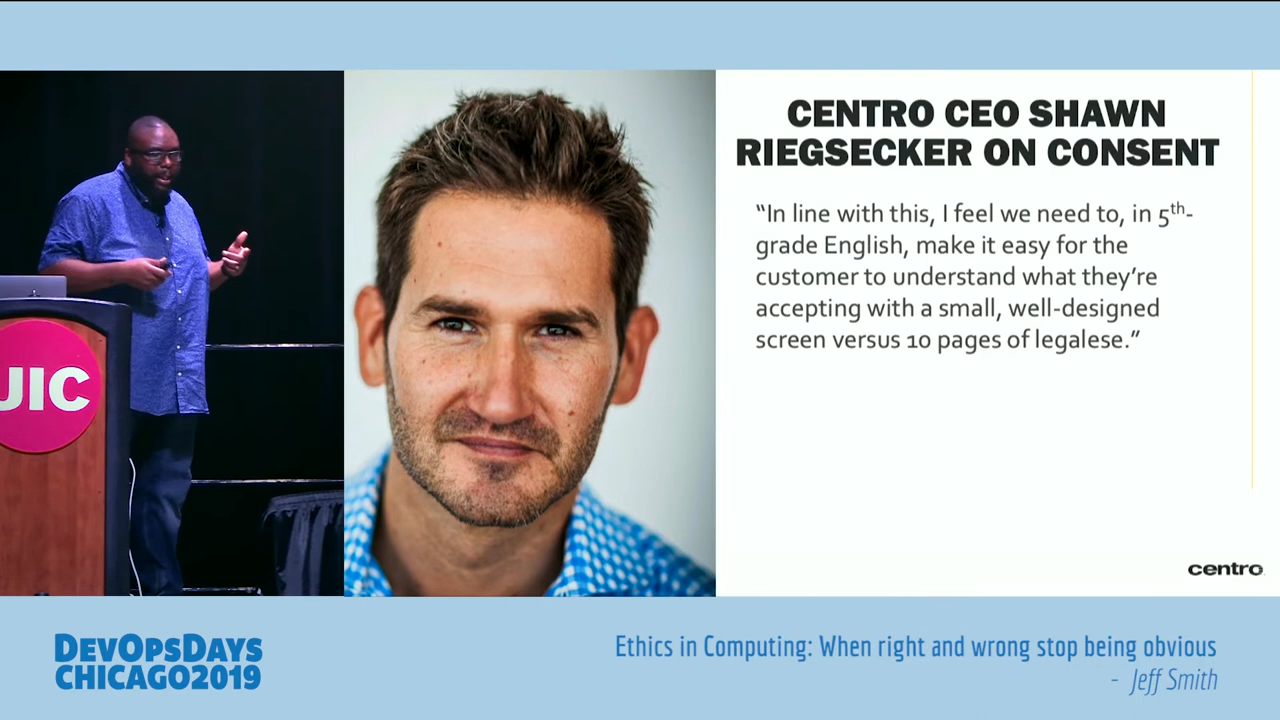 CENTRO CEO SHAWN
RIEGSECKER ON CONSENT
“In line with this, I feel we need to, in 5th-
grade English, make it easy for the
customer to understand what they’re
accepting with a small, well-designed
screen versus 10 pages of legalese.”
centro
UIC
DEVOPSDAYS
CHICAGO2019
Ethics in Computing: When right and wrong stop being obvious
- Jeff Smith